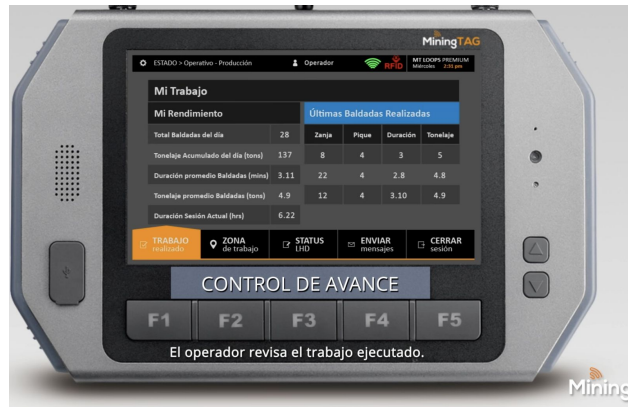 MiningTAG
ESTADO > Operativo - Producción
Operador
RFID
MT LOOPS PREMIUM
Miércoles 2:31 pm
Mi Trabajo
Mi Rendimiento
Últimas Baldadas Realizadas
Total Baldadas del día 28
Zanja Pique Duración Tonelaje
Tonelaje Acumulado del día (tons) 137
8 4 3 5
Duración promedio Baldadas (mins) 3.11
22 4 2.8 4.8
Tonelaje promedio Baldadas (tons) 4.9
12 4 3.10 4.9
Duración Sesión Actual (hrs) 6.22
TRABAJO
realizado
ZONA
de trabajo
STATUS
LHD
ENVIAR
mensajes
CERRAR
sesión
CONTROL DE AVANCE
F1 F2 F3 F4 F5
El operador revisa el trabajo ejecutado.
Mining